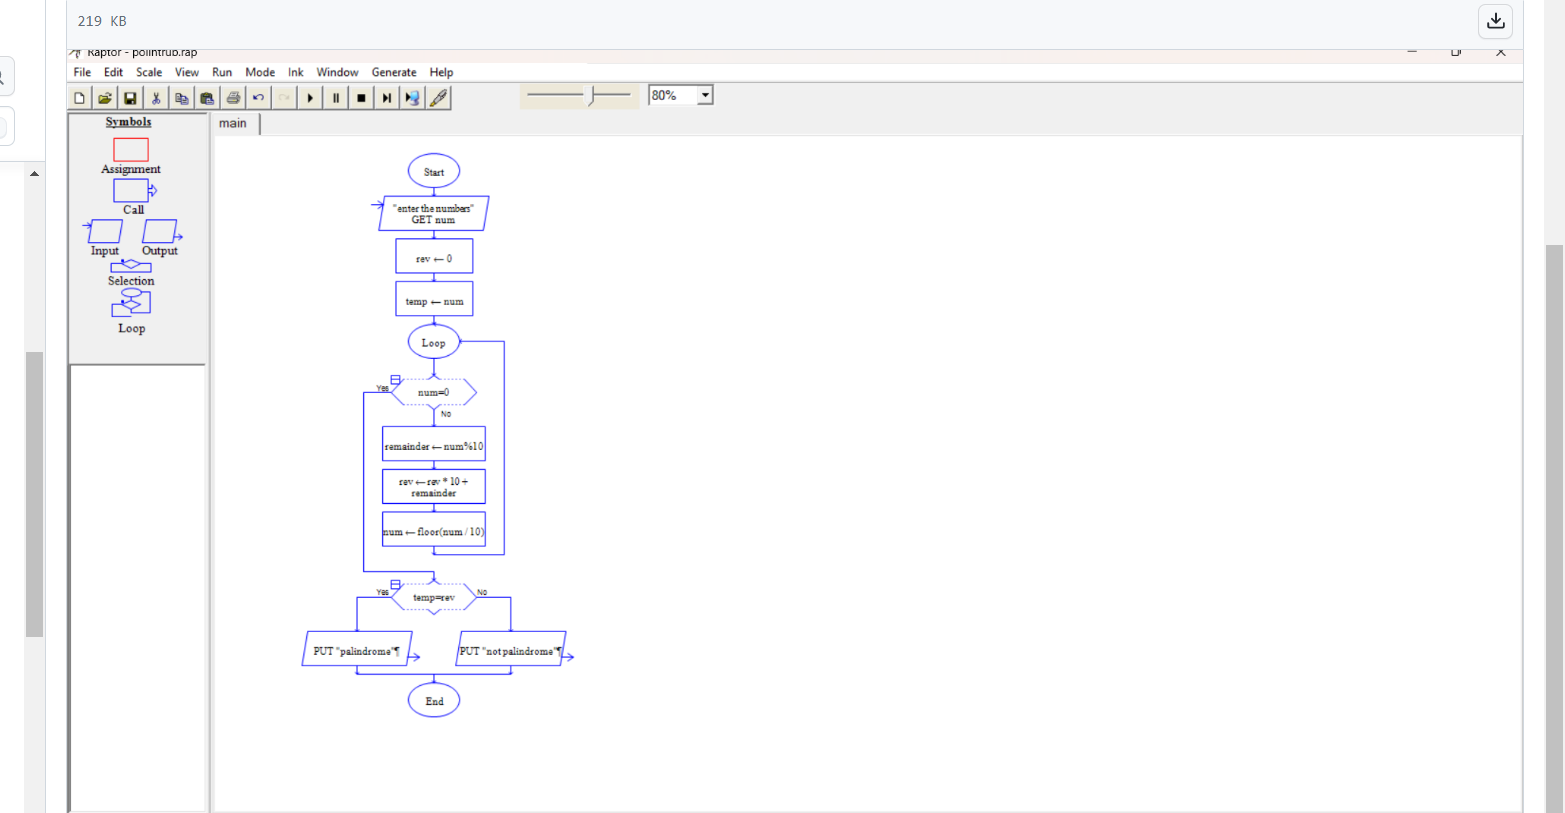 219 KB
Raptor - polintrub.rap
File Edit Scale View Run Mode Ink Window Generate Help
80%
Symbols
main
Assignment
Call
Input Output
Selection
Loop
Start
"enter the numbers"
GET num
rev ← 0
temp ← num
Loop
Yes
num=0
No
remainder ← num%10
rev ← rev * 10 +
remainder
num ← floor(num / 10)
Yes
temp=rev
No
PUT "palindrome"¶
PUT "not palindrome"¶
End